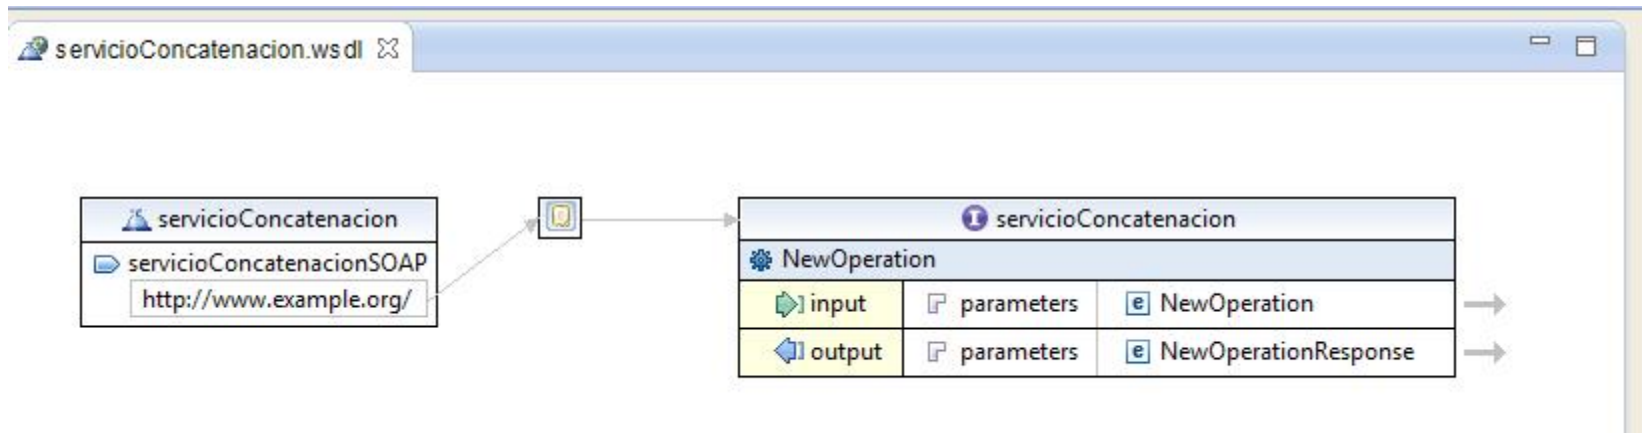 servicioConcatenacion.wsdl
servicioConcatenacion
servicioConcatenacionSOAP
http://www.example.org/
servicioConcatenacion
NewOperation
input parameters e NewOperation
output parameters e NewOperationResponse